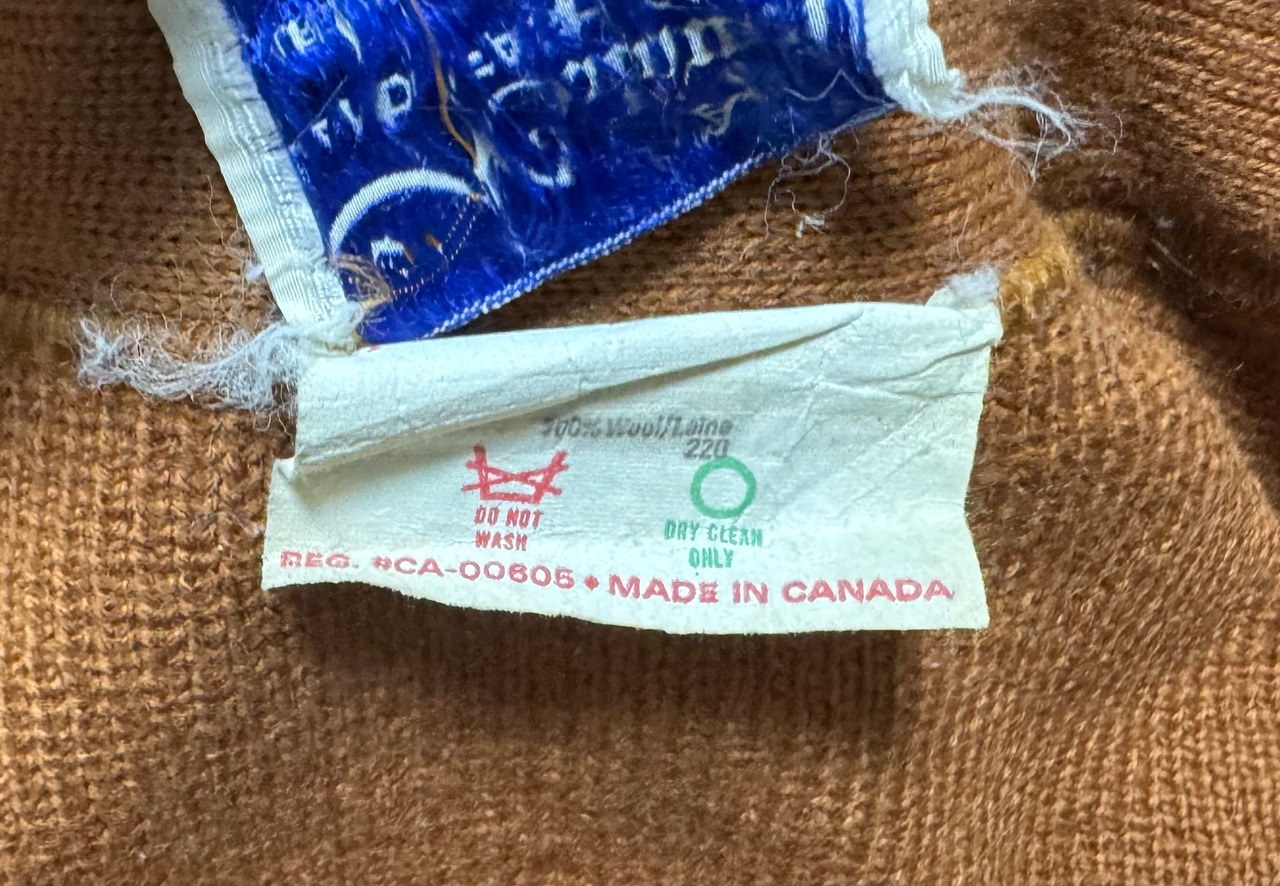 100% Wool/Laine
220
DO NOT
WASH
DRY CLEAN
ONLY
REG. #CA-00605 ♦ MADE IN CANADA